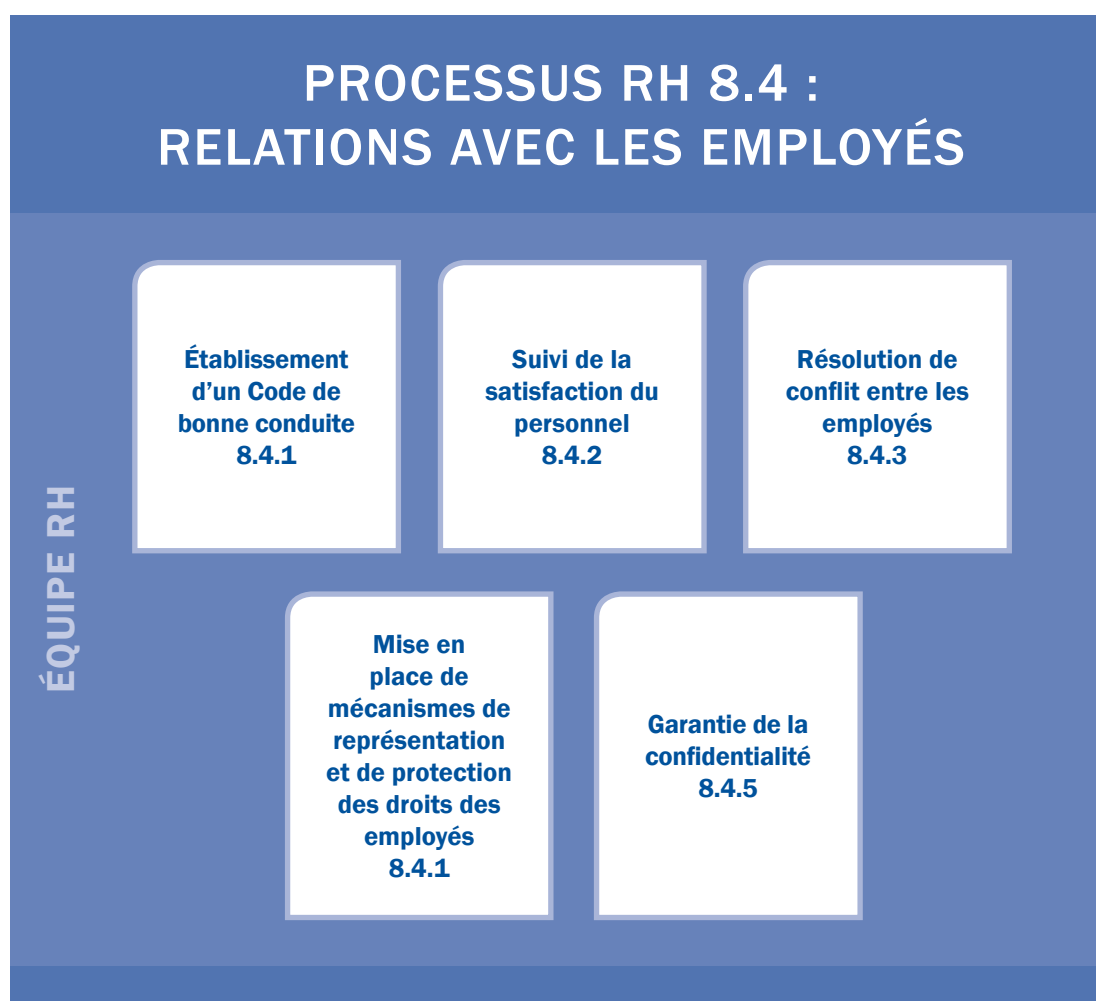 PROCESSUS RH 8.4 :
RELATIONS AVEC LES EMPLOYÉS
ÉQUIPE RH
Établissement
d’un Code de
bonne conduite
8.4.1
Suivi de la
satisfaction du
personnel
8.4.2
Résolution de
conflit entre les
employés
8.4.3
Mise en
place de
mécanismes de
représentation
et de protection
des droits des
employés
8.4.1
Garantie de la
confidentialité
8.4.5